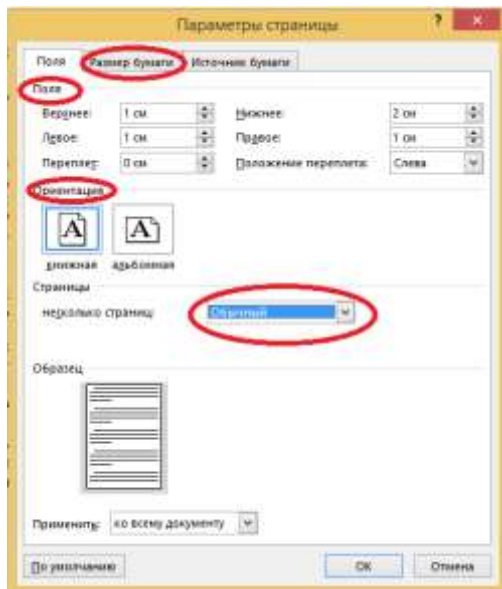 Параметры страницы ?
Поля Размер бумаги Источник бумаги
Поля
Верхнее: 1 см Нижнее: 2 см
Левое: 1 см Правое: 1 см
Переплет: 0 см Положение переплета: Слева
Ориентация
А А
книжная альбомная
Страницы
несколько страниц: Обычный
Образец
Применить: ко всему документу
По умолчанию ОК Отмена